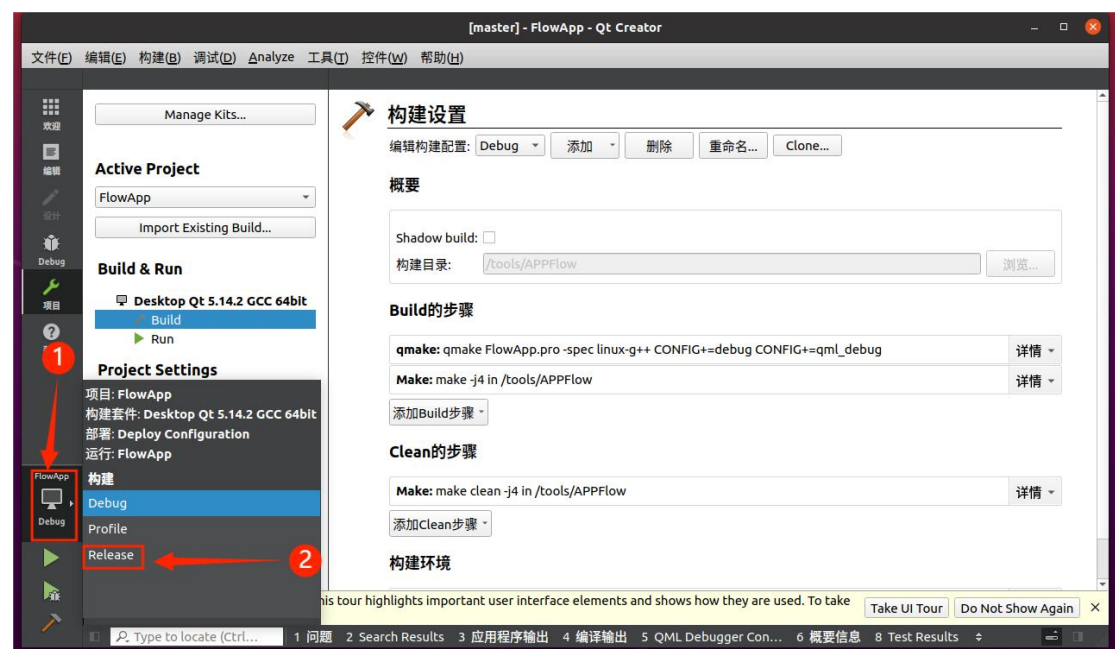 [master] - FlowApp - Qt Creator
文件(F) 编辑(E) 构建(B) 调试(D) Analyze 工具(T) 控件(W) 帮助(H)
欢迎
编辑
设计
Debug
项目
1
Manage Kits...
Active Project
FlowApp
Import Existing Build...
Build & Run
Desktop Qt 5.14.2 GCC 64bit
Build
Run
Project Settings
项目: FlowApp
构建套件: Desktop Qt 5.14.2 GCC 64bit
部署: Deploy Configuration
运行: FlowApp
构建
Debug
Profile
Release
2
FlowApp
Debug
构建设置
编辑构建配置: Debug 添加 删除 重命名... Clone...
概要
Shadow build:
构建目录: /tools/APPFlow 浏览...
Build的步骤
qmake: qmake FlowApp.pro -spec linux-g++ CONFIG+=debug CONFIG+=qml_debug 详情
Make: make -j4 in /tools/APPFlow 详情
添加Build步骤
Clean的步骤
Make: make clean -j4 in /tools/APPFlow 详情
添加Clean步骤
构建环境
his tour highlights important user interface elements and shows how they are used. To take Take UI Tour Do Not Show Again
Type to locate (Ctrl... 1 问题 2 Search Results 3 应用程序输出 4 编译输出 5 QML Debugger Con... 6 概要信息 8 Test Results